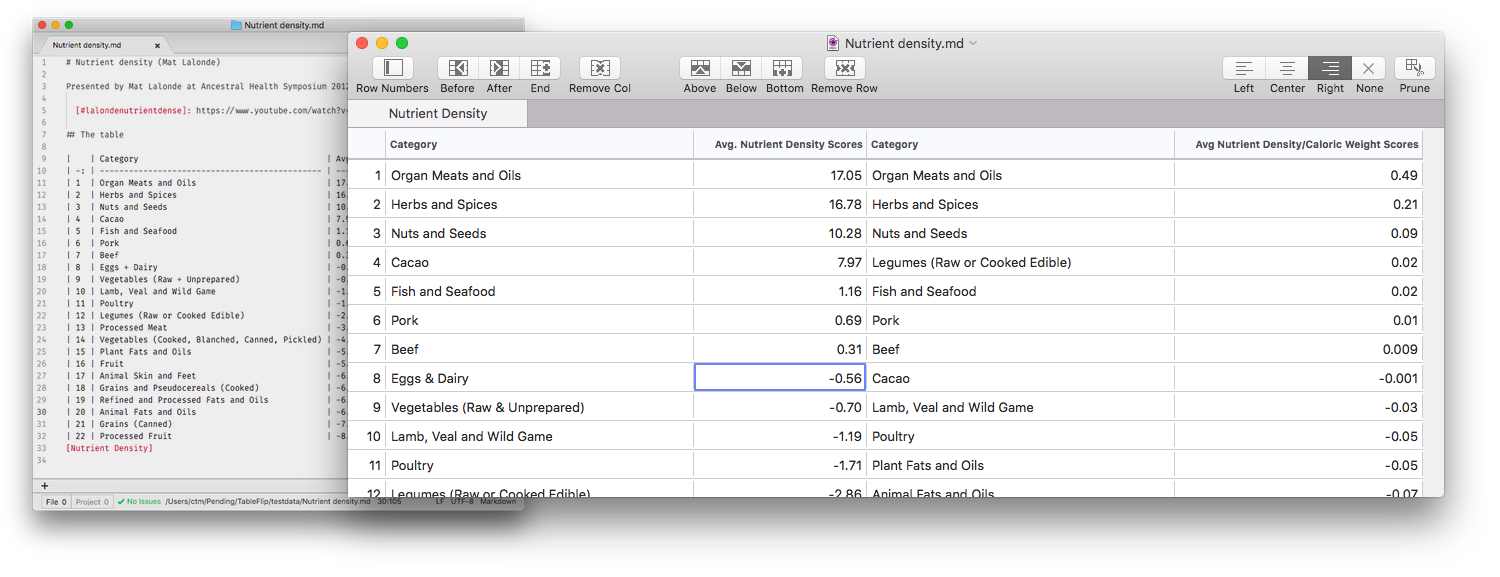 Nutrient density.md
Nutrient density.md
1 # Nutrient density (Mat Lalonde)
2
3 Presented by Mat Lalonde at Ancestral Health Symposium 2012
4
5 [#lalondenutrientdense]: https://www.youtube.com/watch?v
6
7 ## The table
8
9 | | Category | Av
10 | -: | --------------------------------------------- | --
11 | 1 | Organ Meats and Oils | 17.
12 | 2 | Herbs and Spices | 16.
13 | 3 | Nuts and Seeds | 10.
14 | 4 | Cacao | 7.9
15 | 5 | Fish and Seafood | 1.
16 | 6 | Pork | 0.6
17 | 7 | Beef | 0.
18 | 8 | Eggs + Dairy | -0.
19 | 9 | Vegetables (Raw + Unprepared) | -0.
20 | 10 | Lamb, Veal and Wild Game | -1.
21 | 11 | Poultry | -1.
22 | 12 | Legumes (Raw or Cooked Edible) | -2.
23 | 13 | Processed Meat | -3.
24 | 14 | Vegetables (Cooked, Blanched, Canned, Pickled) | -4.
25 | 15 | Plant Fats and Oils | -5.
26 | 16 | Fruit | -5.
27 | 17 | Animal Skin and Feet | -6.
28 | 18 | Grains and Pseudocereals (Cooked) | -6.
29 | 19 | Refined and Processed Fats and Oils | -6.
30 | 20 | Animal Fats and Oils | -6.
31 | 21 | Grains (Canned) | -7.
32 | 22 | Processed Fruit | -8.
33 [Nutrient Density]
34
+
File 0 Project 0 ✔ No Issues /Users/ctm/Pending/TableFlip/testdata/Nutrient density.md 30:105 LF UTF-8 Markdown
Nutrient density.md
Row Numbers Before After End Remove Col Above Below Bottom Remove Row Left Center Right None Prune
Nutrient Density
Category Avg. Nutrient Density Scores Category Avg Nutrient Density/Caloric Weight Scores
1 Organ Meats and Oils 17.05 Organ Meats and Oils 0.49
2 Herbs and Spices 16.78 Herbs and Spices 0.21
3 Nuts and Seeds 10.28 Nuts and Seeds 0.09
4 Cacao 7.97 Legumes (Raw or Cooked Edible) 0.02
5 Fish and Seafood 1.16 Fish and Seafood 0.02
6 Pork 0.69 Pork 0.01
7 Beef 0.31 Beef 0.009
8 Eggs & Dairy -0.56 Cacao -0.001
9 Vegetables (Raw & Unprepared) -0.70 Lamb, Veal and Wild Game -0.03
10 Lamb, Veal and Wild Game -1.19 Poultry -0.05
11 Poultry -1.71 Plant Fats and Oils -0.05
12 Legumes (Raw or Cooked Edible) -2.86 Animal Fats and Oils -0.07